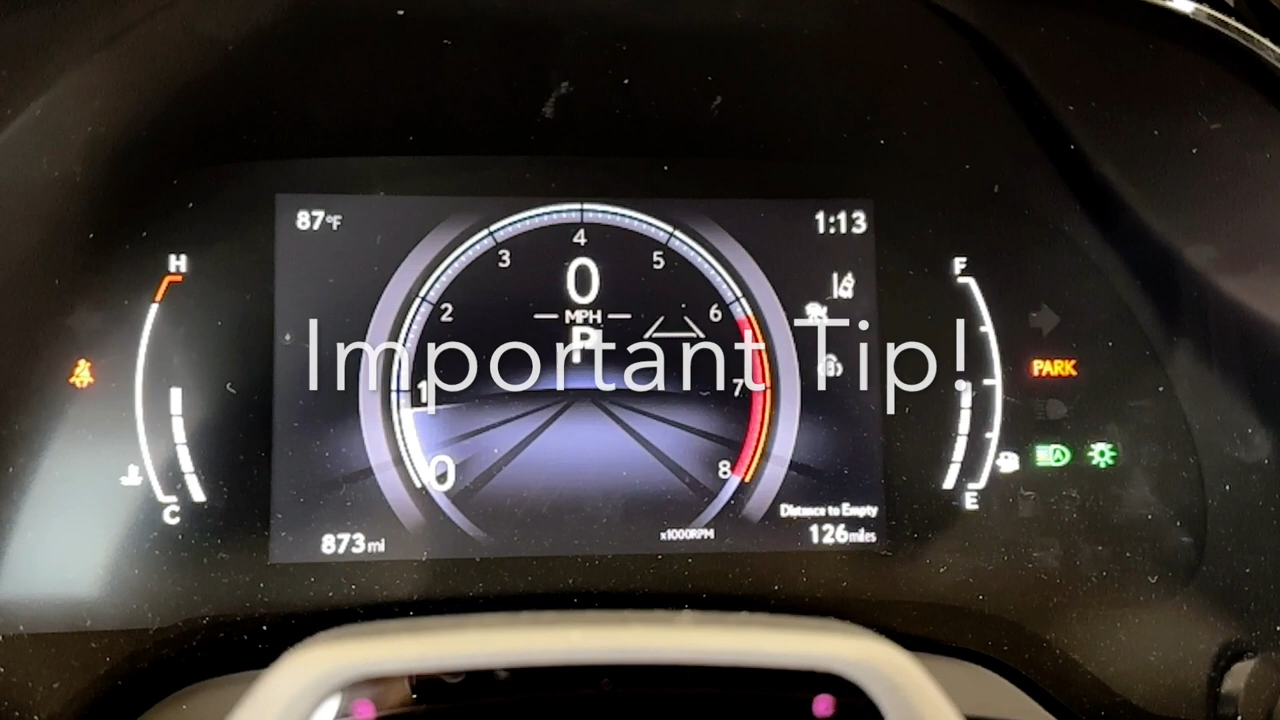 87°F
1:13
H
F
4
3
5
0
2
6
MPH
P
Important Tip!
PARK
1
7
A
0
8
C
E
Distance to Empty
873 mi
x1000RPM
126 miles